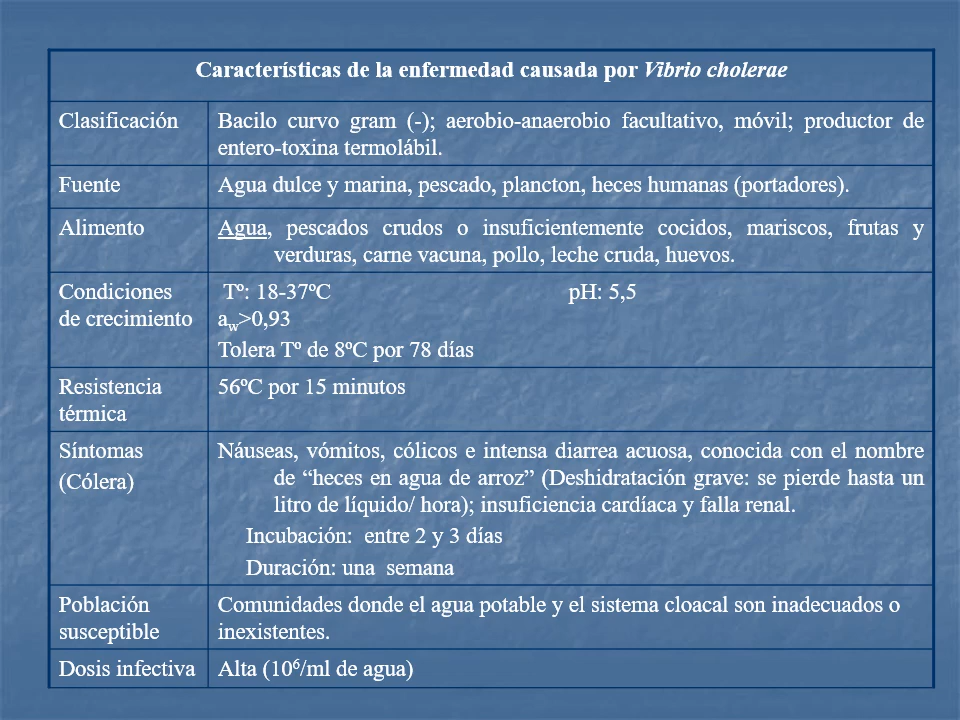 Características de la enfermedad causada por Vibrio cholerae
Clasificación
Bacilo curvo gram (-); aerobio-anaerobio facultativo, móvil; productor de
entero-toxina termolábil.
Fuente
Agua dulce y marina, pescado, plancton, heces humanas (portadores).
Alimento
Agua, pescados crudos o insuficientemente cocidos, mariscos, frutas y
verduras, carne vacuna, pollo, leche cruda, huevos.
Condiciones
de crecimiento
Tº: 18-37ºC pH: 5,5
aw>0,93
Tolera Tº de 8ºC por 78 días
Resistencia
térmica
56ºC por 15 minutos
Síntomas
(Cólera)
Náuseas, vómitos, cólicos e intensa diarrea acuosa, conocida con el nombre
de “heces en agua de arroz” (Deshidratación grave: se pierde hasta un
litro de líquido/ hora); insuficiencia cardíaca y falla renal.
Incubación: entre 2 y 3 días
Duración: una semana
Población
susceptible
Comunidades donde el agua potable y el sistema cloacal son inadecuados o
inexistentes.
Dosis infectiva
Alta (10⁶/ml de agua)